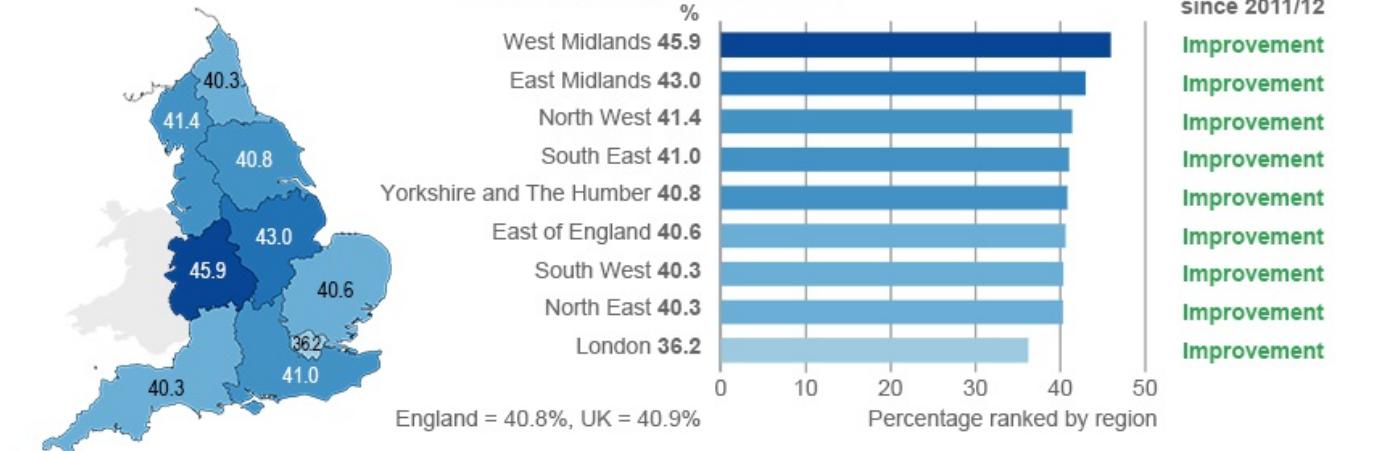 %
since 2011/12
West Midlands 45.9
Improvement
East Midlands 43.0
Improvement
North West 41.4
Improvement
South East 41.0
Improvement
Yorkshire and The Humber 40.8
Improvement
East of England 40.6
Improvement
South West 40.3
Improvement
North East 40.3
Improvement
London 36.2
Improvement
0 10 20 30 40 50
England = 40.8%, UK = 40.9%
Percentage ranked by region
40.3
41.4
40.8
43.0
45.9
40.6
36.2
41.0
40.3